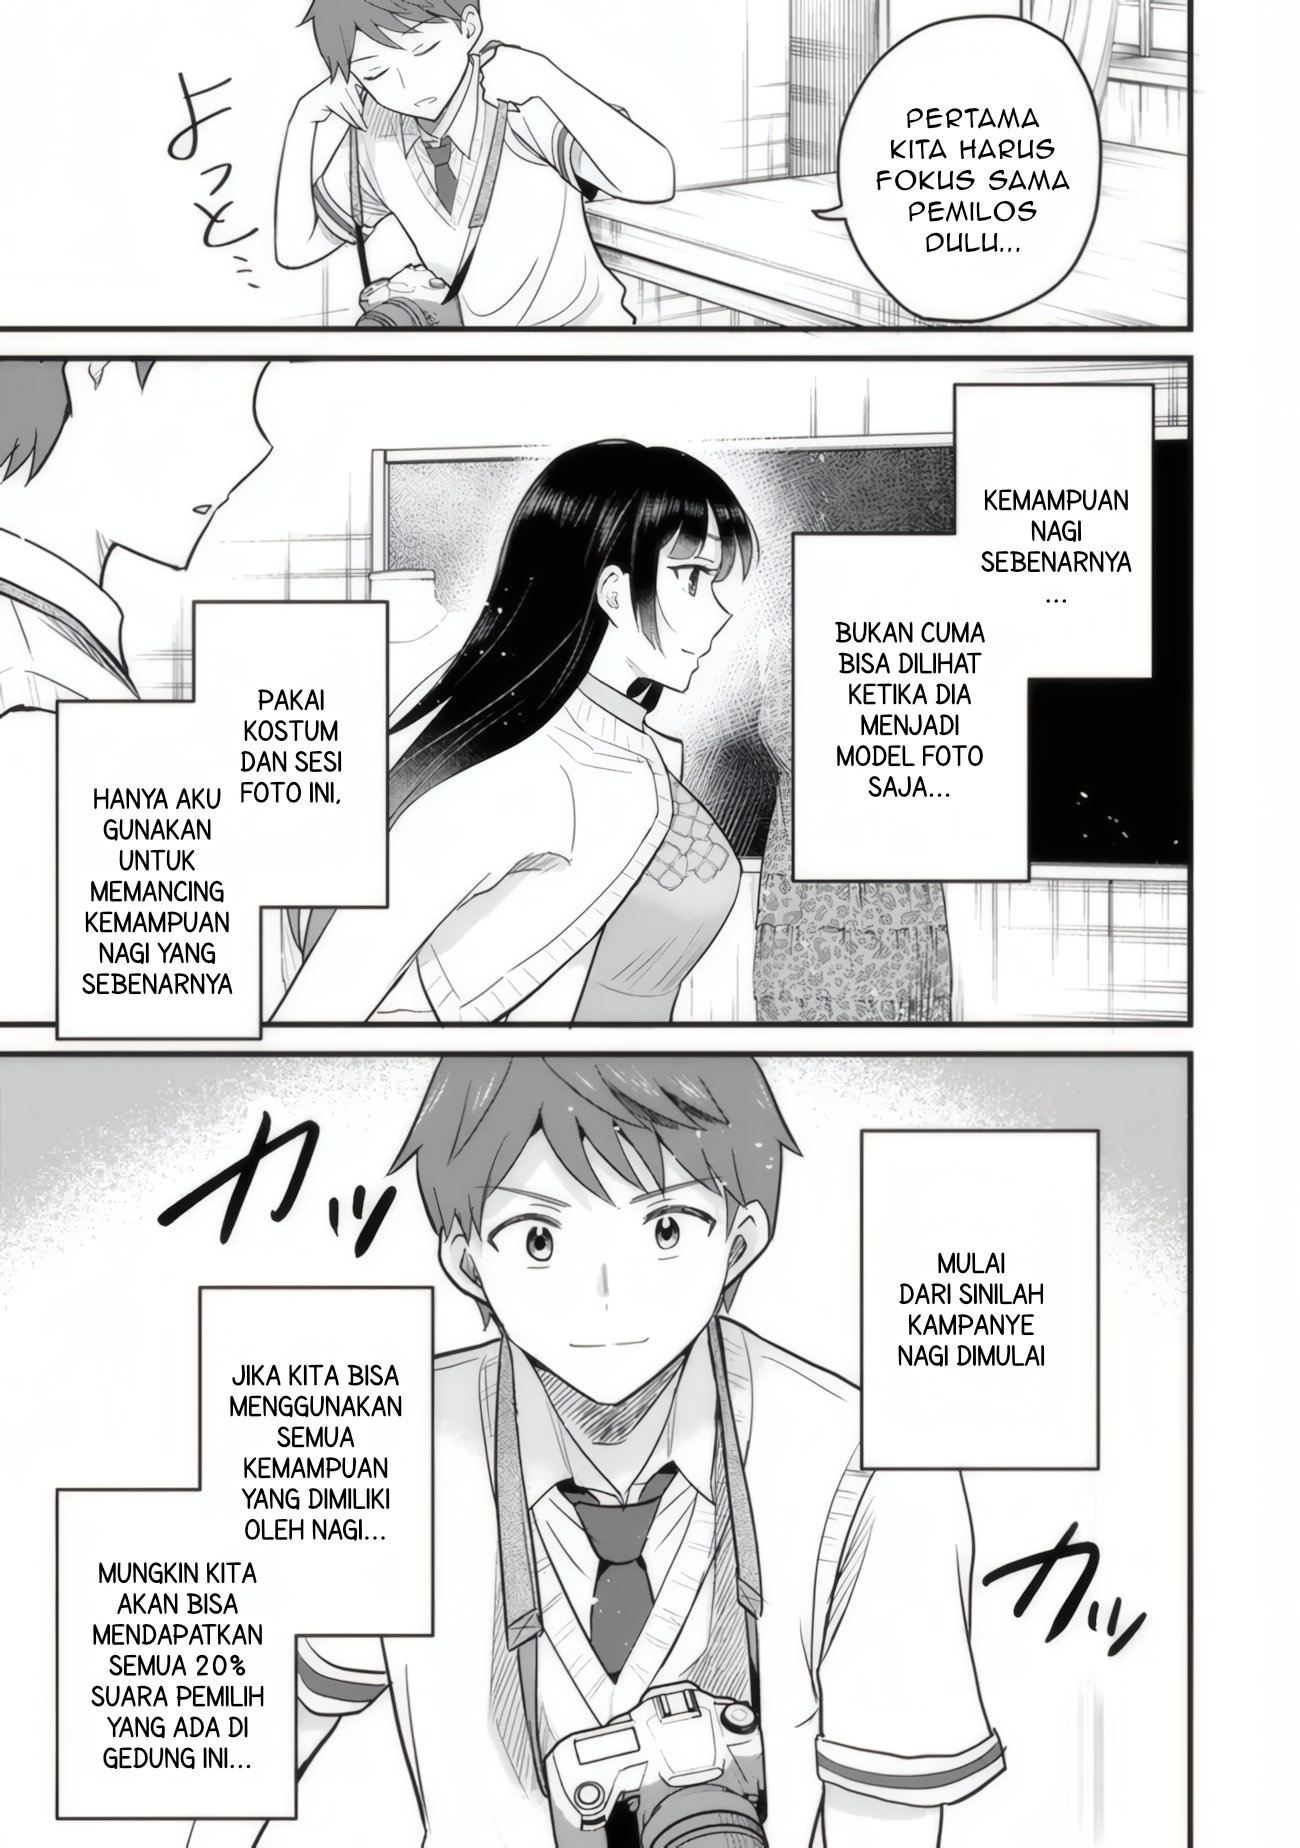 PERTAMA
KITA HARUS
FOKUS SAMA
PEMILOS
DULU...
よっと…
KEMAMPUAN
NAGI
SEBENARNYA
...
BUKAN CUMA
BISA DILIHAT
KETIKA DIA
MENJADI
MODEL FOTO
SAJA...
PAKAI
KOSTUM
DAN SESI
FOTO INI,
HANYA AKU
GUNAKAN
UNTUK
MEMANCING
KEMAMPUAN
NAGI YANG
SEBENARNYA
MULAI
DARI SINILAH
KAMPANYE
NAGI DIMULAI
カッ
JIKA KITA BISA
MENGGUNAKAN
SEMUA
KEMAMPUAN
YANG DIMILIKI
OLEH NAGI...
カッ
MUNGKIN KITA
AKAN BISA
MENDAPATKAN
SEMUA 20%
SUARA PEMILIH
YANG ADA DI
GEDUNG INI...